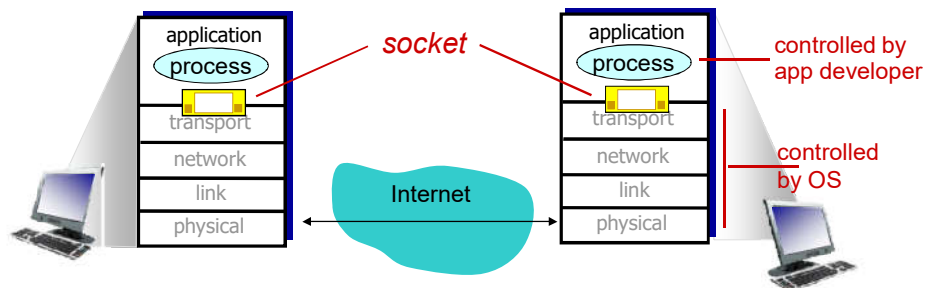 application
process
transport
network
link
physical
socket
Internet
application
process
transport
network
link
physical
controlled by
app developer
controlled
by OS